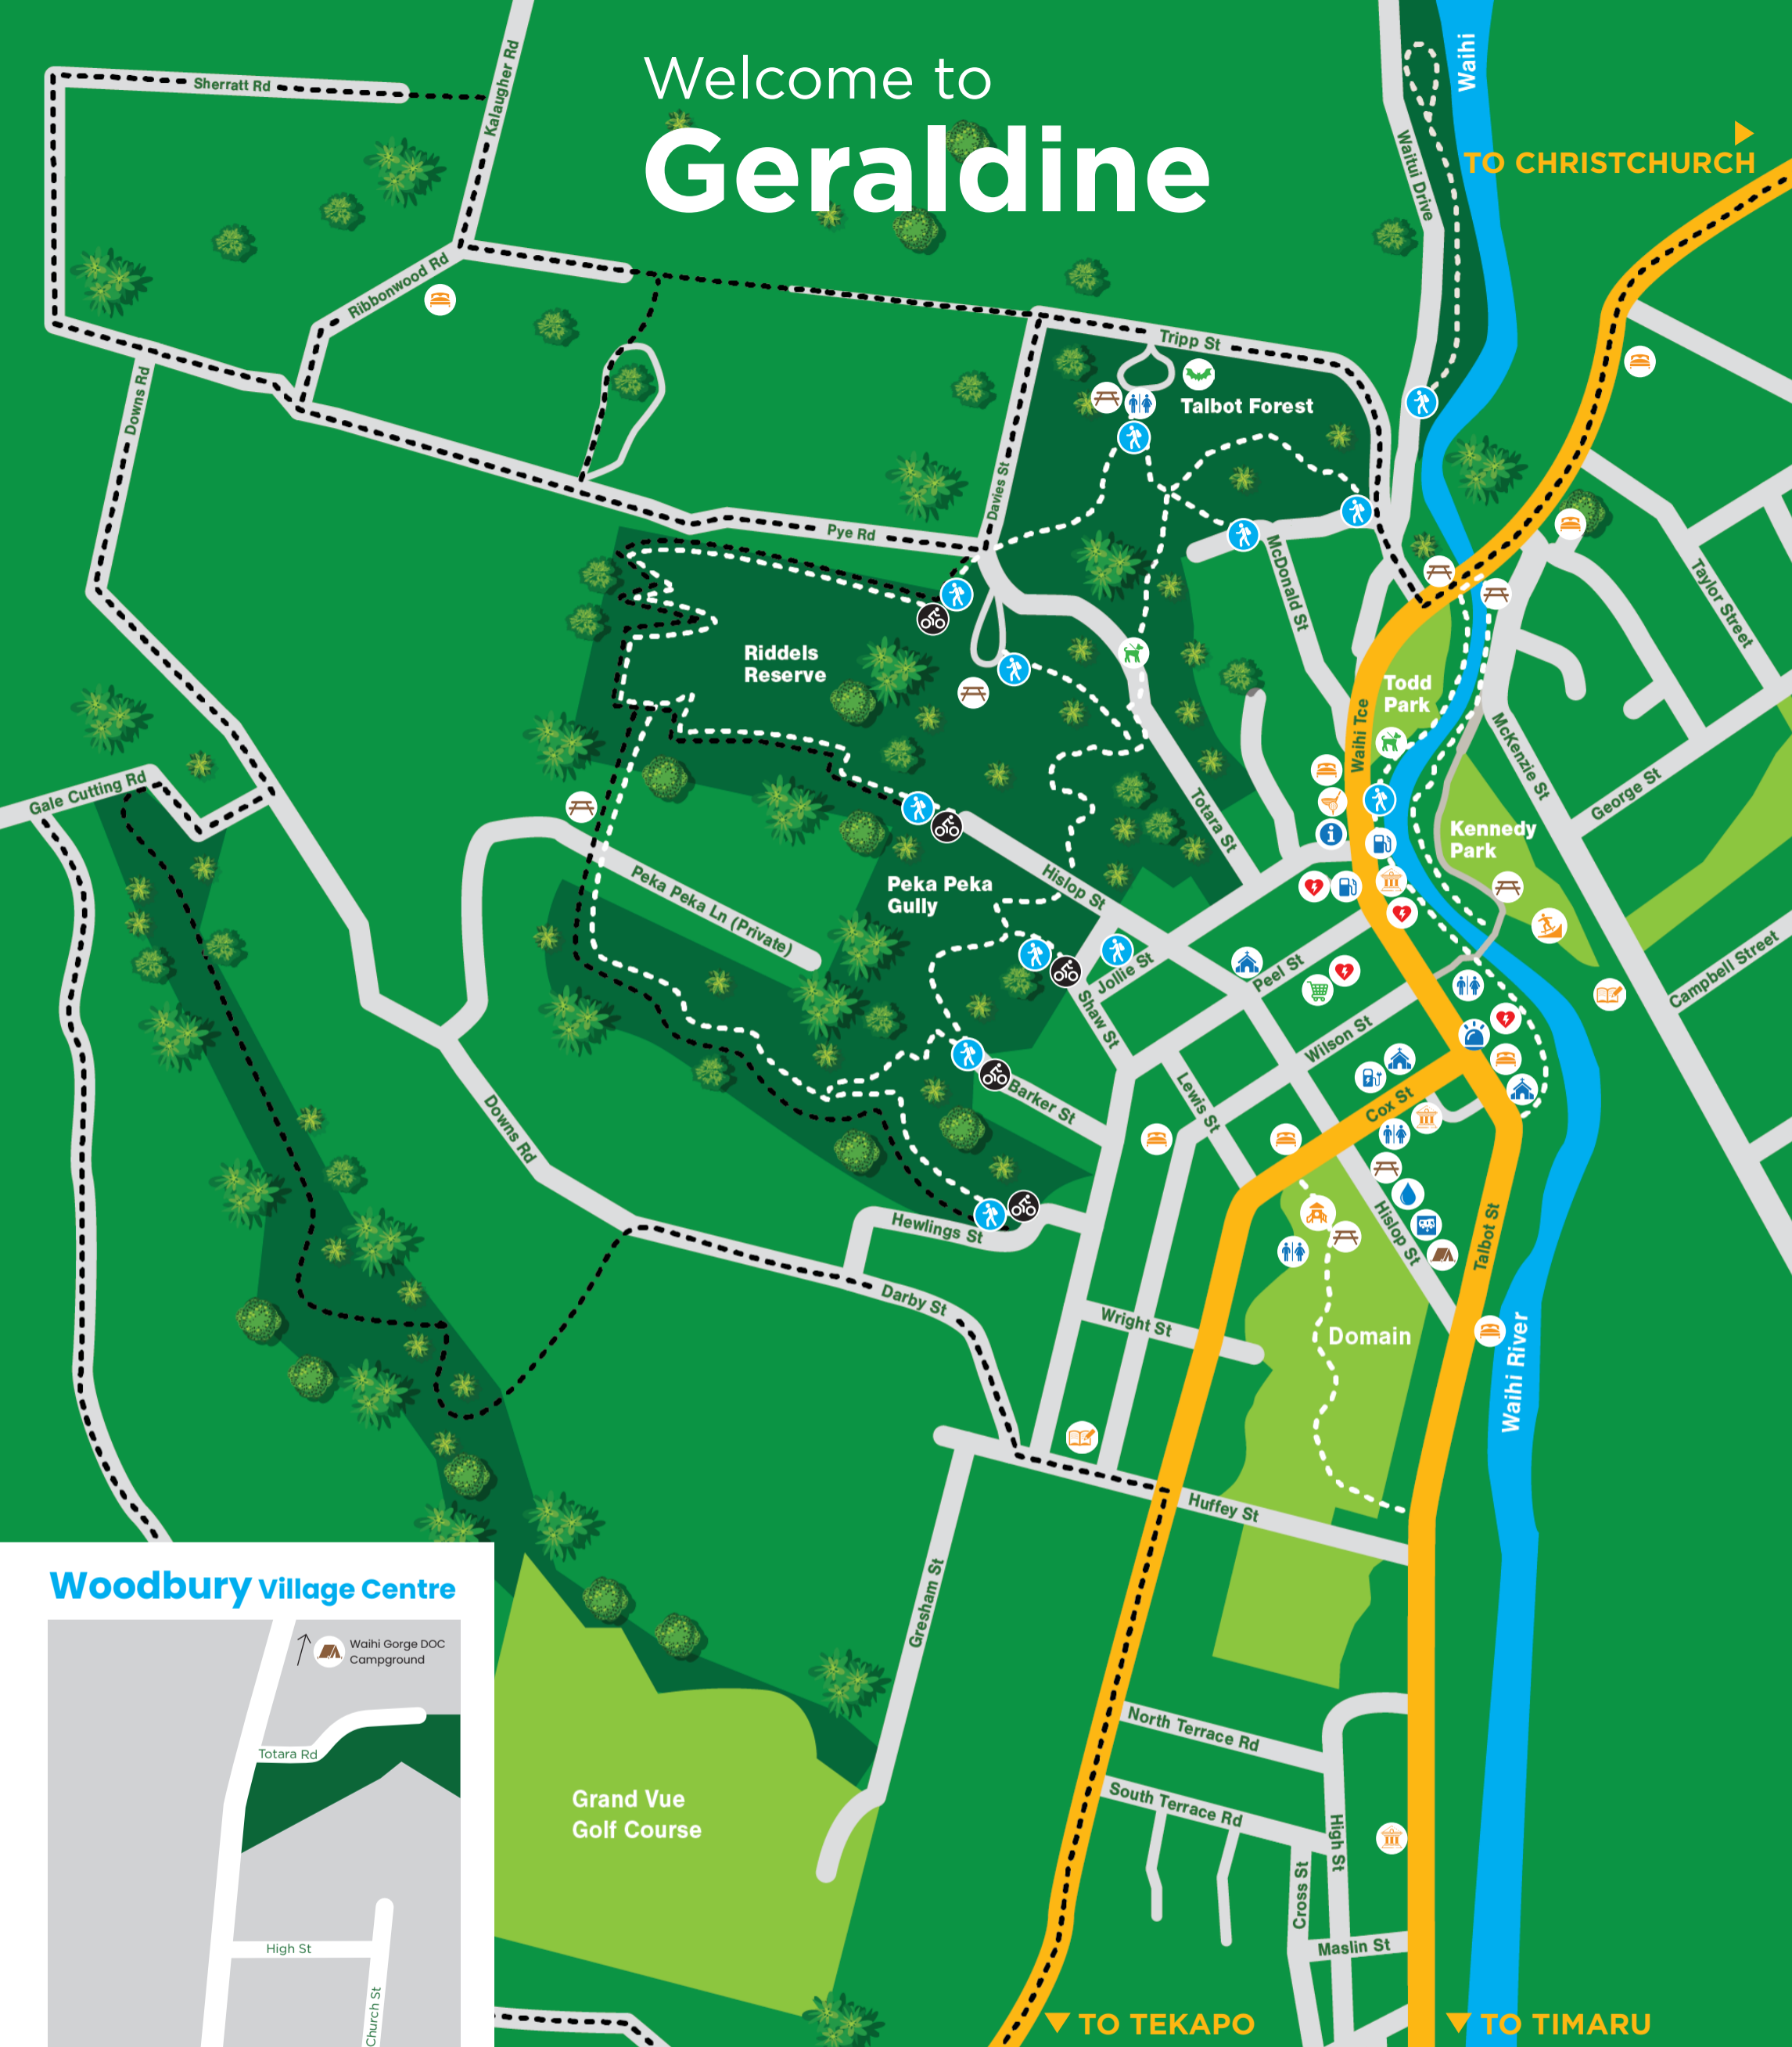 Welcome to
Geraldine
Waihi
TO CHRISTCHURCH
Sherratt Rd
Kalaugher Rd
Waitui Drive
Ribbonwood Rd
Tripp St
Talbot Forest
Downs Rd
Davies St
Pye Rd
McDonald St
Taylor Street
Riddels
Reserve
Todd
Park
Waihi Tce
McKenzie St
George St
Gale Cutting Rd
Totara St
Kennedy
Park
Hislop St
Peka Peka
Gully
Peka Peka Ln (Private)
Jollie St
Peel St
Campbell Street
Shaw St
Wilson St
Barker St
Lewis St
Cox St
Downs Rd
Hewlings St
Hislop St
Talbot St
Darby St
Wright St
Domain
Waihi River
Huffey St
Gresham St
Woodbury Village Centre
Waihi Gorge DOC
Campground
Totara Rd
High St
Church St
North Terrace Rd
South Terrace Rd
Grand Vue
Golf Course
High St
Cross St
Maslin St
TO TEKAPO
TO TIMARU